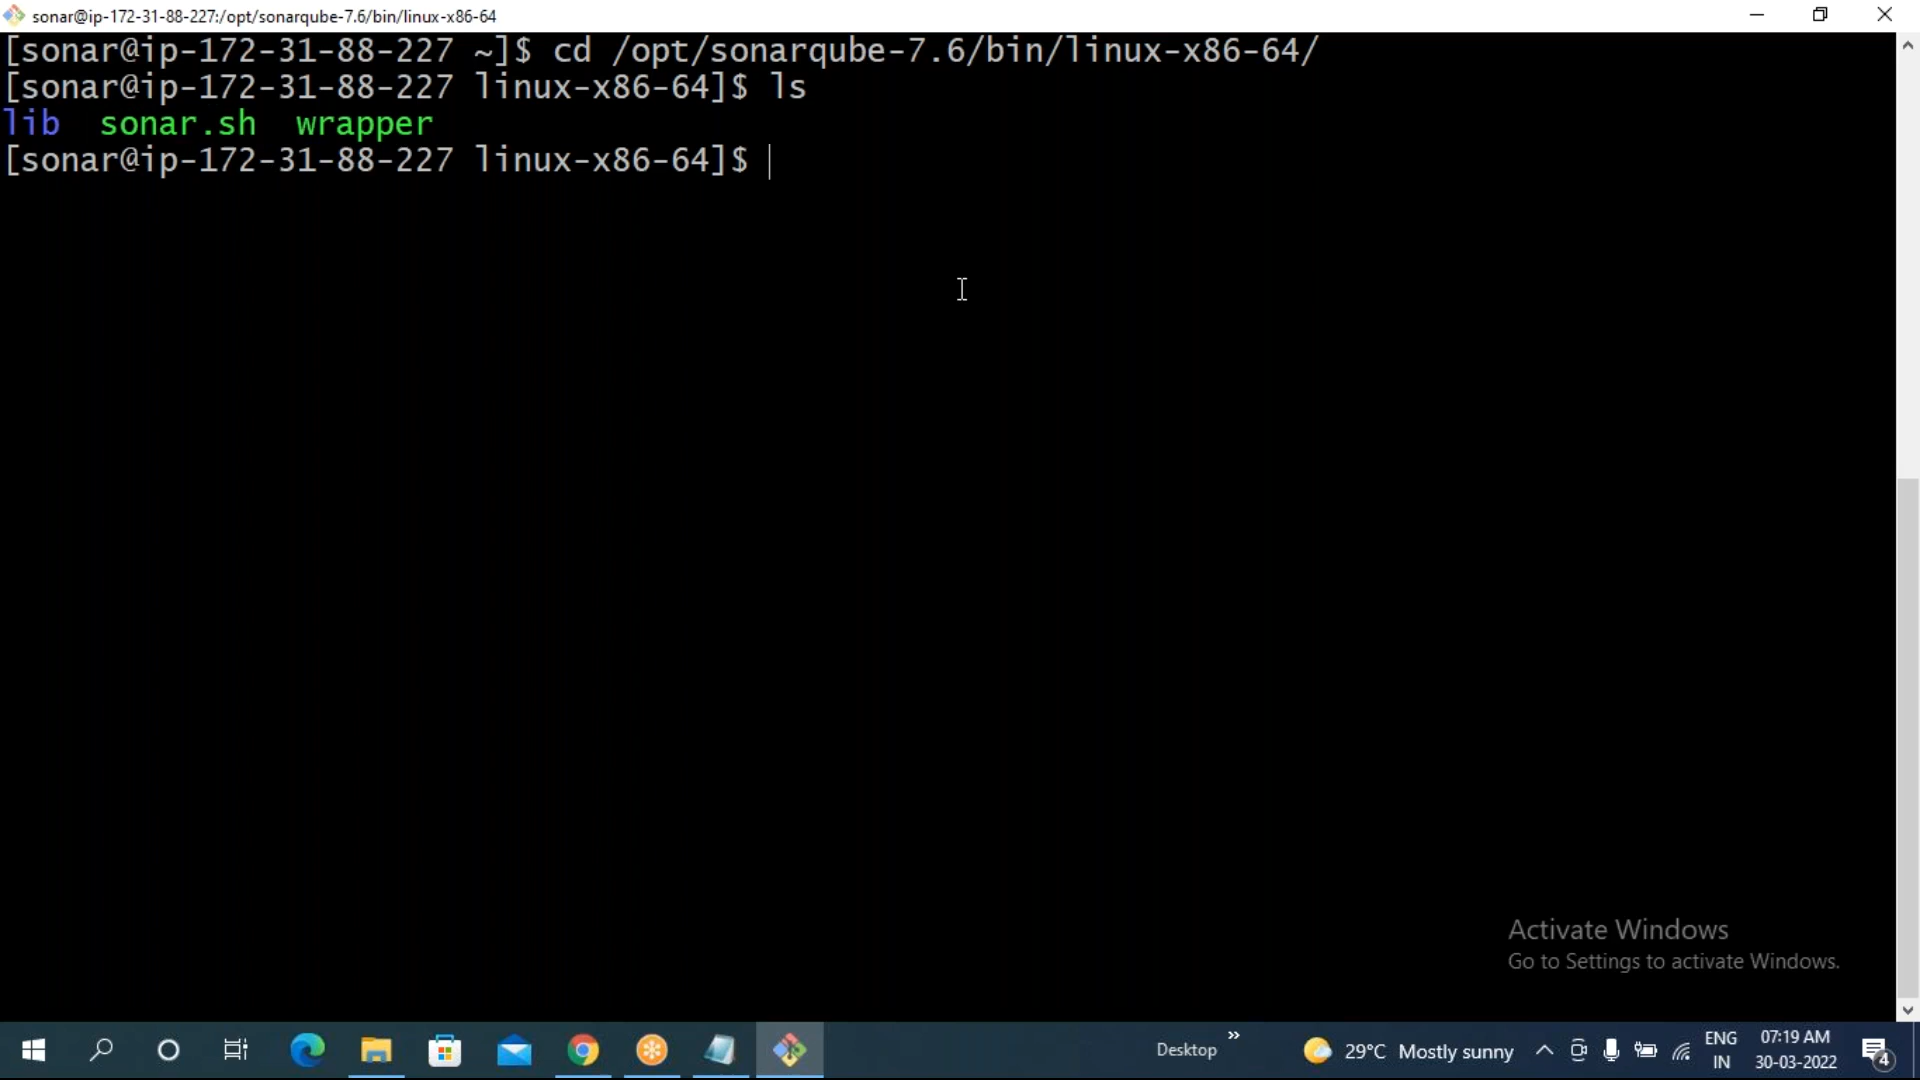 sonar@ip-172-31-88-227:/opt/sonarqube-7.6/bin/linux-x86-64
[sonar@ip-172-31-88-227 ~]$ cd /opt/sonarqube-7.6/bin/linux-x86-64/
[sonar@ip-172-31-88-227 linux-x86-64]$ ls
lib  sonar.sh  wrapper
[sonar@ip-172-31-88-227 linux-x86-64]$
Activate Windows
Go to Settings to activate Windows.
Desktop
29°C Mostly sunny
ENG
IN
07:19 AM
30-03-2022
4